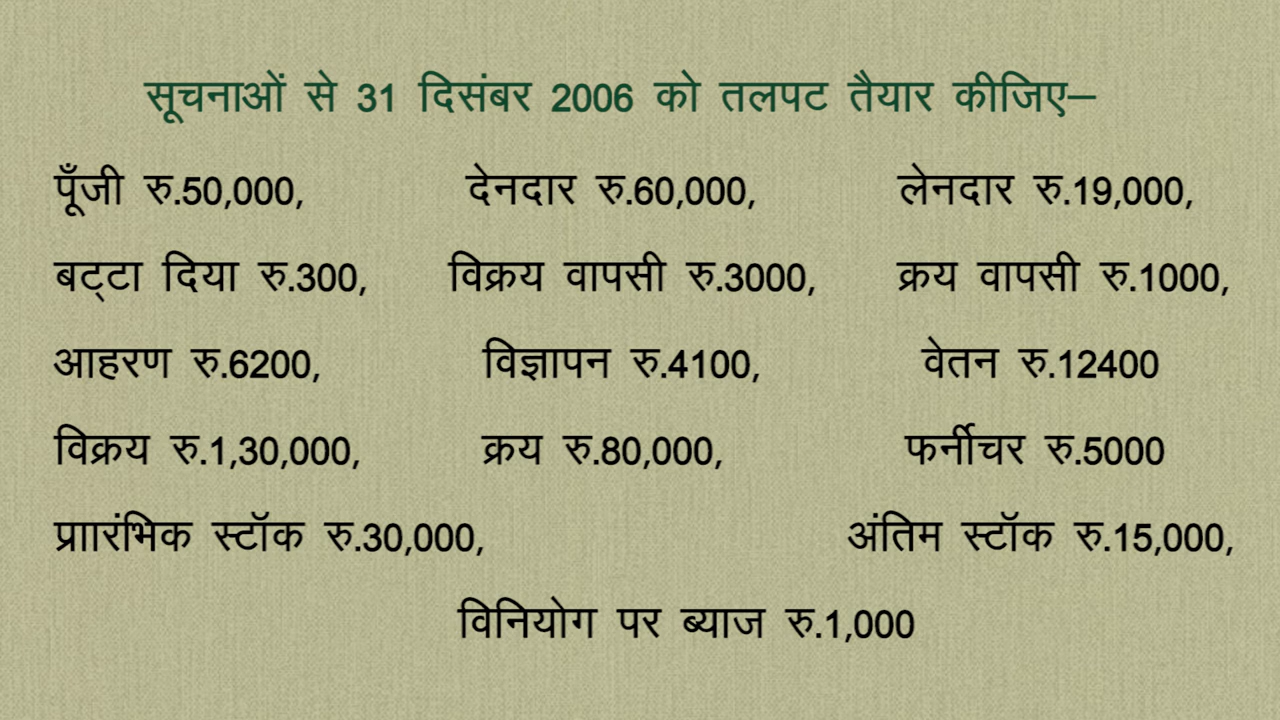 सूचनाओं से 31 दिसंबर 2006 को तलपट तैयार कीजिए–
पूँजी रु.50,000, देनदार रु.60,000, लेनदार रु.19,000,
बट्‌टा दिया रु.300, विक्रय वापसी रु.3000, क्रय वापसी रु.1000,
आहरण रु.6200, विज्ञापन रु.4100, वेतन रु.12400
विक्रय रु.1,30,000, क्रय रु.80,000, फर्नीचर रु.5000
प्राारंभिक स्टॉक रु.30,000, अंतिम स्टॉक रु.15,000,
विनियोग पर ब्याज रु.1,000